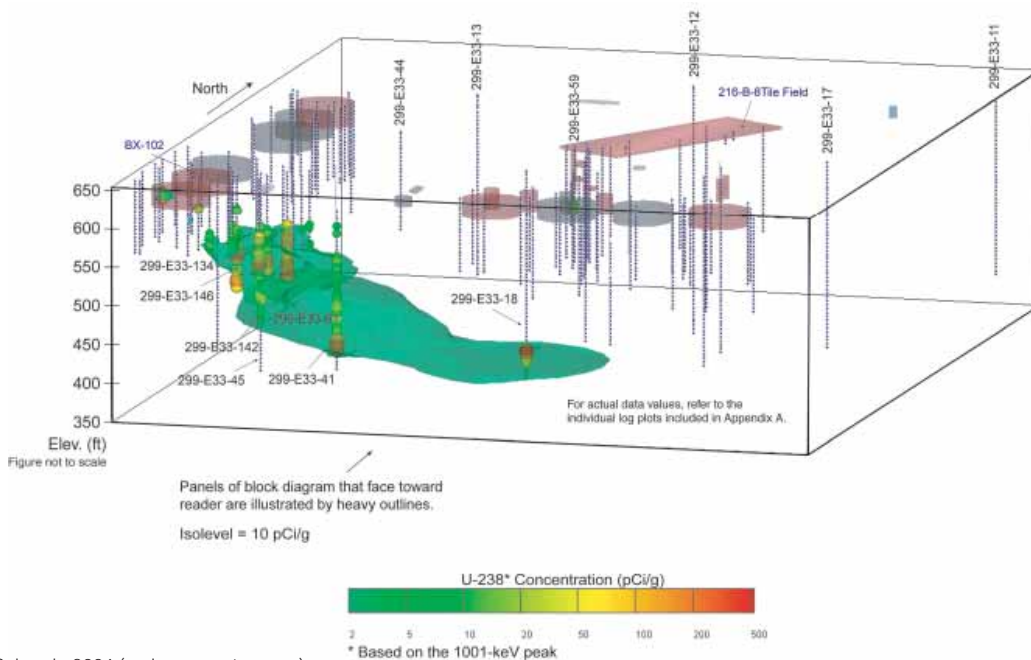 299-E33-12
299-E33-11
299-E33-13
299-E33-44
299-E33-59
299-E33-17
North
216-B-8Tile Field
BX-102
650
600
550
500
450
400
350
299-E33-134
299-E33-146
299-E33-18
299-E33-142
299-E33-45
299-E33-41
For actual data values, refer to the
individual log plots included in Appendix A.
Elev. (ft)
Figure not to scale
Panels of block diagram that face toward
reader are illustrated by heavy outlines.
Isolevel = 10 pCi/g
U-238* Concentration (pCi/g)
2 5 10 20 50 100 200 500
* Based on the 1001-keV peak